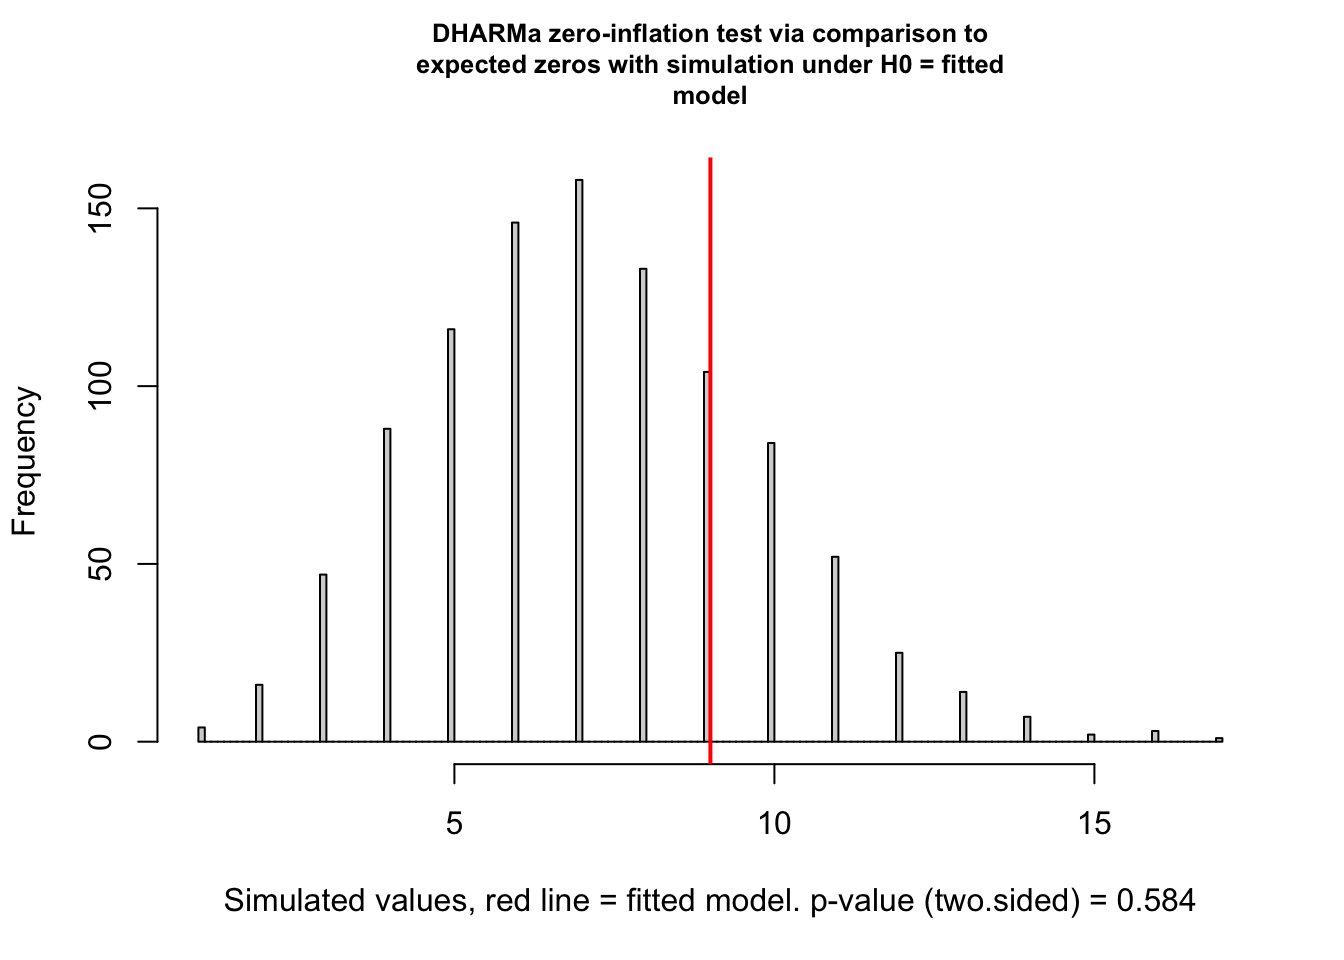 DHARMa zero-inflation test via comparison to
expected zeros with simulation under H0 = fitted
model
Frequency
150
100
50
0
5 10 15
Simulated values, red line = fitted model. p-value (two.sided) = 0.584